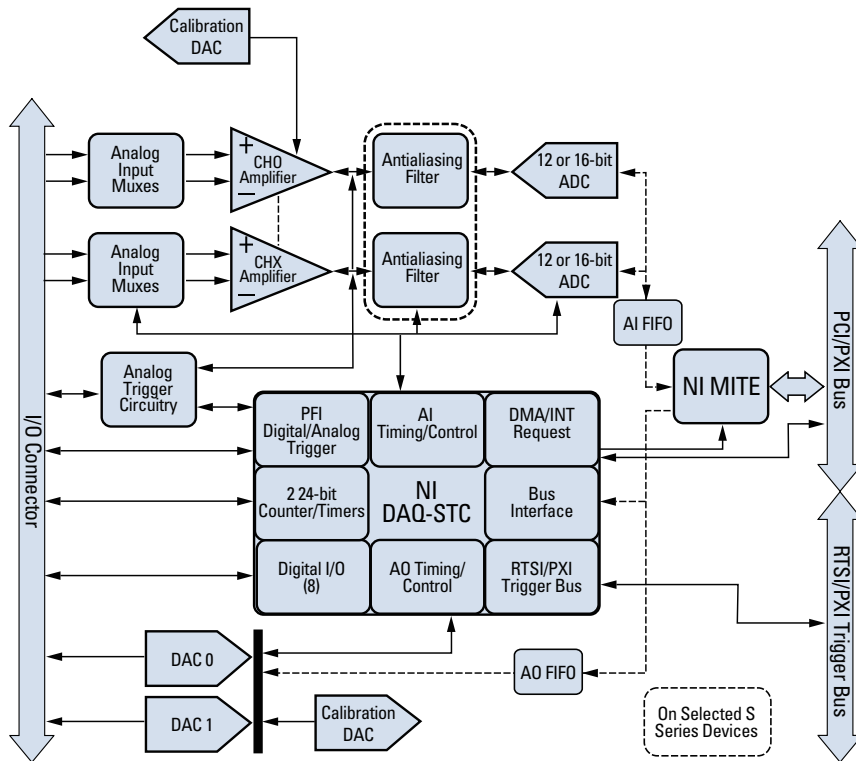 Calibration
DAC
Analog
Input
Muxes
+
CHO
Amplifier
—
Antialiasing
Filter
12 or 16-bit
ADC
Analog
Input
Muxes
+
CHX
Amplifier
—
Antialiasing
Filter
12 or 16-bit
ADC
AI FIFO
NI MITE
PCI/PXI Bus
I/O Connector
Analog
Trigger
Circuitry
PFI
Digital/Analog
Trigger
AI
Timing/Control
DMA/INT
Request
2 24-bit
Counter/Timers
NI
DAQ-STC
Bus
Interface
Digital I/O
(8)
AO Timing/
Control
RTSI/PXI
Trigger Bus
RTSI/PXI Trigger Bus
DAC 0
AO FIFO
DAC 1
Calibration
DAC
On Selected S
Series Devices